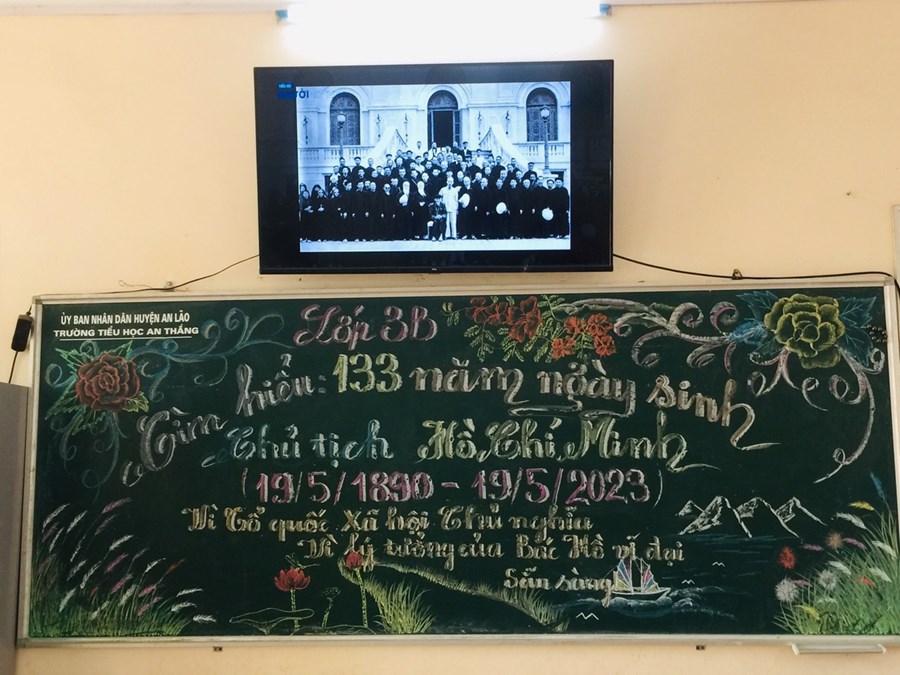 ỦY BAN NHÂN DÂN HUYỆN AN LÃO
TRƯỜNG TIỂU HỌC AN THẮNG
Lớp 3B
Tìm hiểu: 133 năm ngày sinh
Chủ tịch Hồ Chí Minh
(19/5/1890 - 19/5/2023)
Vì Tổ quốc Xã hội Chủ nghĩa
Vì lý tưởng của Bác Hồ vĩ đại
Sẵn sàng!